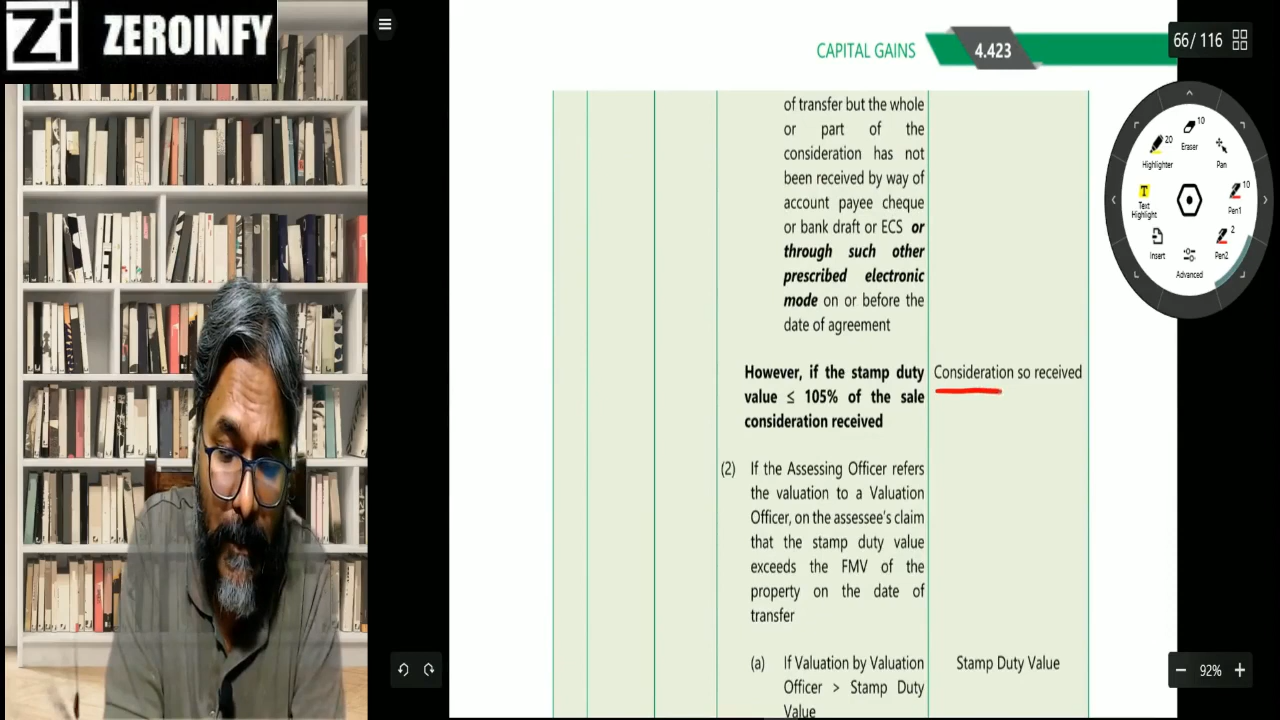 Zi ZEROINFY
CAPITAL GAINS 4.423
66/ 116
of transfer but the whole
or part of the
consideration has not
been received by way of
account payee cheque
or bank draft or ECS or
through such other
prescribed electronic
mode on or before the
date of agreement
However, if the stamp duty
value ≤ 105% of the sale
consideration received
Consideration so received
(2) If the Assessing Officer refers
the valuation to a Valuation
Officer, on the assessee's claim
that the stamp duty value
exceeds the FMV of the
property on the date of
transfer
(a) If Valuation by Valuation
Officer > Stamp Duty
Value
Stamp Duty Value
Highlighter 20
Eraser 10
Pan
T
Text
Highlight
Pen1 10
Insert
Advanced
Pen2 2
92%